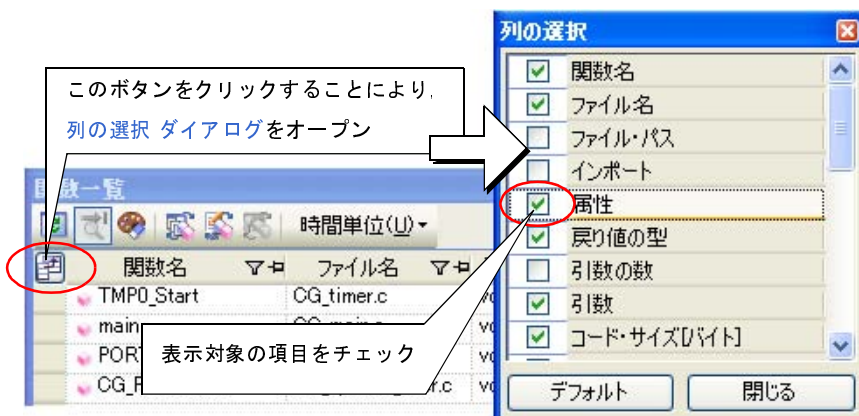 列の選択
関数名
ファイル名
ファイル・パス
インポート
属性
戻り値の型
引数の数
引数
コード・サイズ[バイト]
デフォルト
閉じる
このボタンをクリックすることにより,
列の選択 ダイアログをオープン
一覧
時間単位(U)
関数名
ファイル名
TMP0_Start
CG_timer.c
main
表示対象の項目をチェック